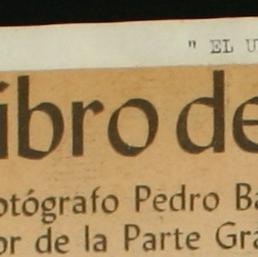 " EL U
ibro de
otógrafo Pedro Ba
or de la Parte Gra